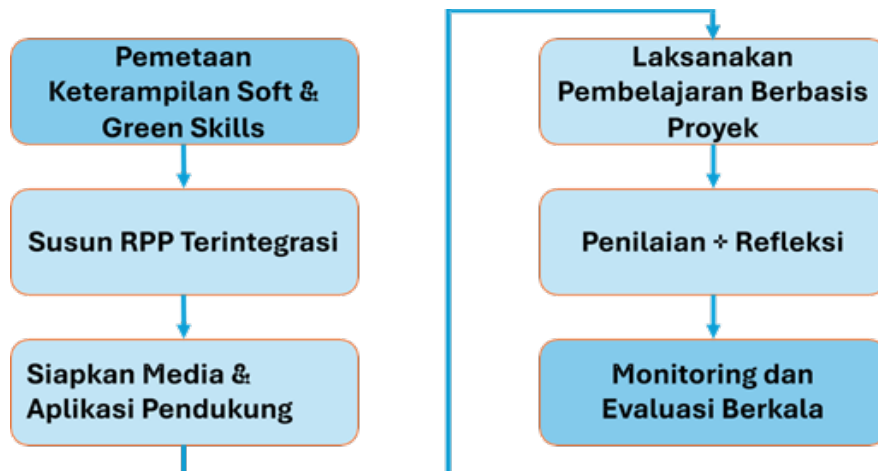 Pemetaan
Keterampilan Soft &
Green Skills
Susun RPP Terintegrasi
Siapkan Media &
Aplikasi Pendukung
Laksanakan
Pembelajaran Berbasis
Proyek
Penilaian + Refleksi
Monitoring dan
Evaluasi Berkala